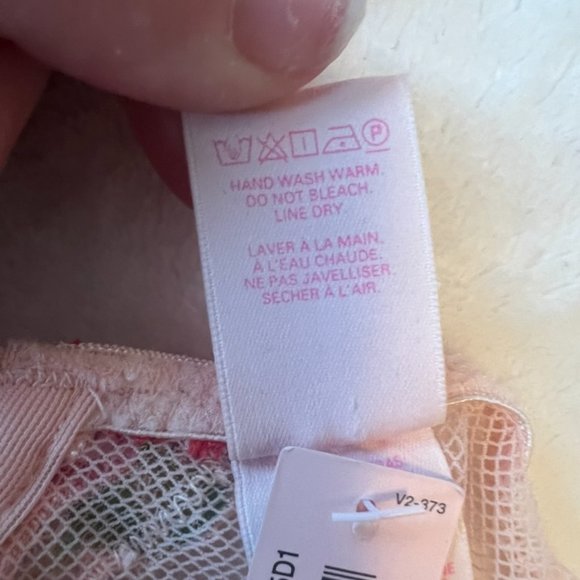 P
HAND WASH WARM.
DO NOT BLEACH.
LINE DRY
LAVER À LA MAIN.
À L'EAU CHAUDE.
NE PAS JAVELLISER.
SÉCHER À L'AIR.
V2-373